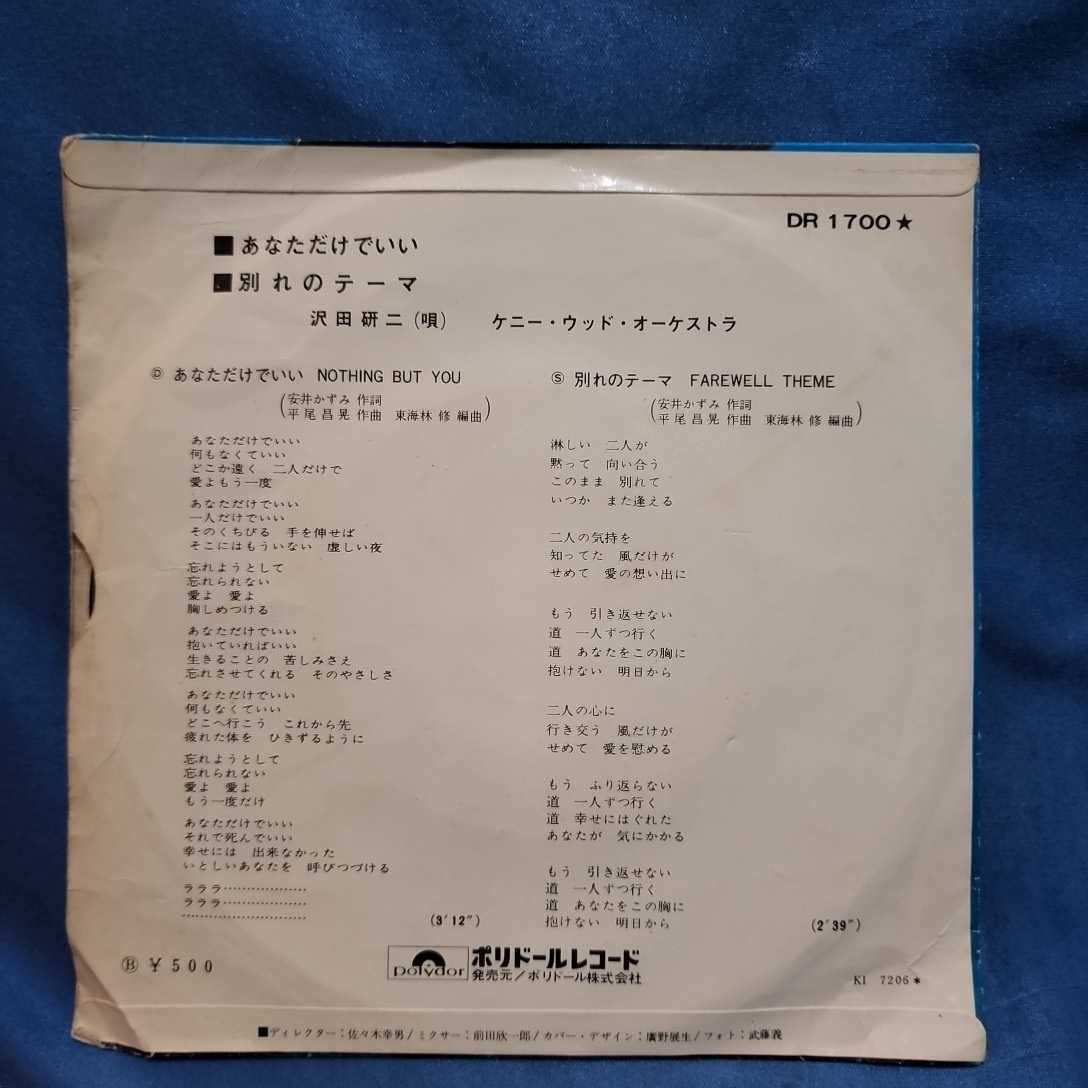 DR 1700★
■あなただけでいい
■別れのテーマ
沢田研二(唄)　ケニー・ウッド・オーケストラ
Ⓓ あなただけでいい NOTHING BUT YOU
(安井かずみ 作詞
平尾昌晃 作曲　東海林 修 編曲)
あなただけでいい
何もなくていい
どこか遠く　二人だけで
愛よもう一度
あなただけでいい
一人だけでいい
そのくちびる　手を伸せば
そこにはもういない　虚しい夜
忘れようとして
忘れられない
愛よ　愛よ
胸しめつける
あなただけでいい
抱いていればいい
生きることの　苦しみさえ
忘れさせてくれる　そのやさしさ
あなただけでいい
何もなくていい
どこへ行こう　これから先
疲れた体を　ひきずるように
忘れようとして
忘れられない
愛よ　愛よ
もう一度だけ
あなただけでいい
それで死んでいい
幸せには　出来なかった
いとしいあなたを　呼びつづける
ラララ………………
ラララ………………
………………………
(3′12″)
Ⓢ 別れのテーマ FAREWELL THEME
(安井かずみ 作詞
平尾昌晃 作曲　東海林 修 編曲)
淋しい　二人が
黙って　向い合う
このまま　別れて
いつか　また逢える
二人の気持を
知ってた　風だけが
せめて　愛の想い出に
もう　引き返せない
道　一人ずつ行く
道　あなたをこの胸に
抱けない　明日から
二人の心に
行き交う　風だけが
せめて　愛を慰める
もう　ふり返らない
道　一人ずつ行く
道　幸せにはぐれた
あなたが　気にかかる
もう　引き返せない
道　一人ずつ行く
道　あなたをこの胸に
抱けない　明日から
(2′39″)
Ⓑ ¥500
polydor
ポリドールレコード
発売元／ポリドール株式会社
KI 7206★
■ディレクター：佐々木幸男／ミクサー：前田欣一郎／カバー・デザイン：廣野展生／フォト：武藤義